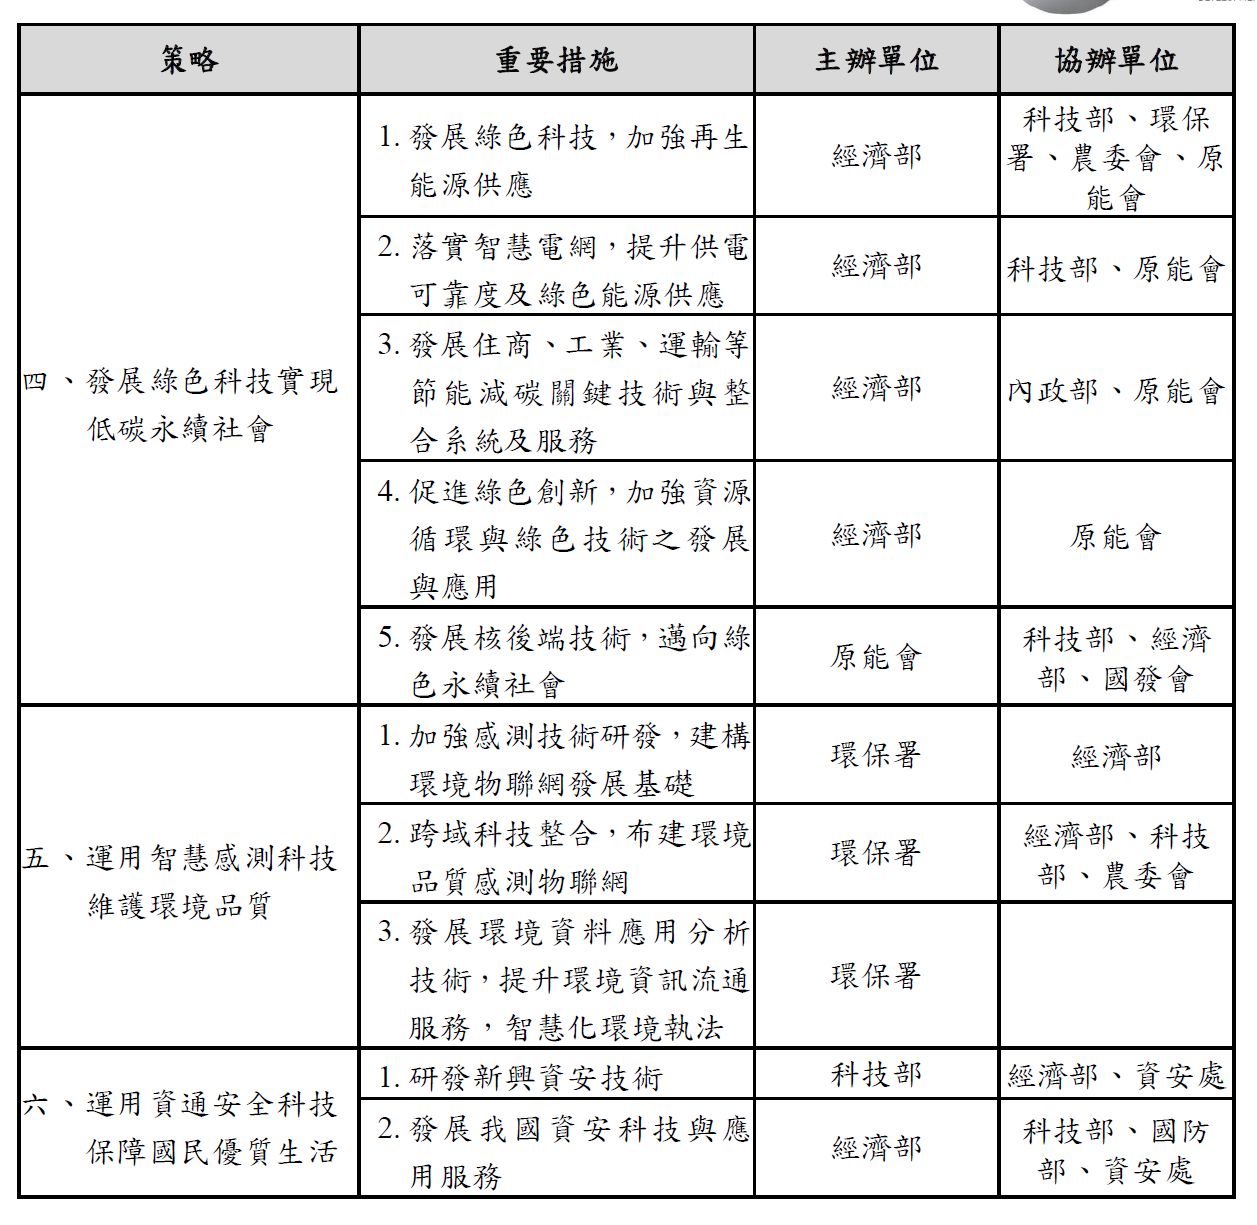 策略 重要措施 主辦單位 協辦單位
四、發展綠色科技實現
低碳永續社會
1. 發展綠色科技，加強再生
能源供應
經濟部
科技部、環保
署、農委會、原
能會
2. 落實智慧電網，提升供電
可靠度及綠色能源供應
經濟部
科技部、原能會
3. 發展住商、工業、運輸等
節能減碳關鍵技術與整
合系統及服務
經濟部
內政部、原能會
4. 促進綠色創新，加強資源
循環與綠色技術之發展
與應用
經濟部
原能會
5. 發展核後端技術，邁向綠
色永續社會
原能會
科技部、經濟
部、國發會
五、運用智慧感測科技
維護環境品質
1. 加強感測技術研發，建構
環境物聯網發展基礎
環保署
經濟部
2. 跨域科技整合，布建環境
品質感測物聯網
環保署
經濟部、科技
部、農委會
3. 發展環境資料應用分析
技術，提升環境資訊流通
服務，智慧化環境執法
環保署
六、運用資通安全科技
保障國民優質生活
1. 研發新興資安技術
科技部
經濟部、資安處
2. 發展我國資安科技與應
用服務
經濟部
科技部、國防
部、資安處